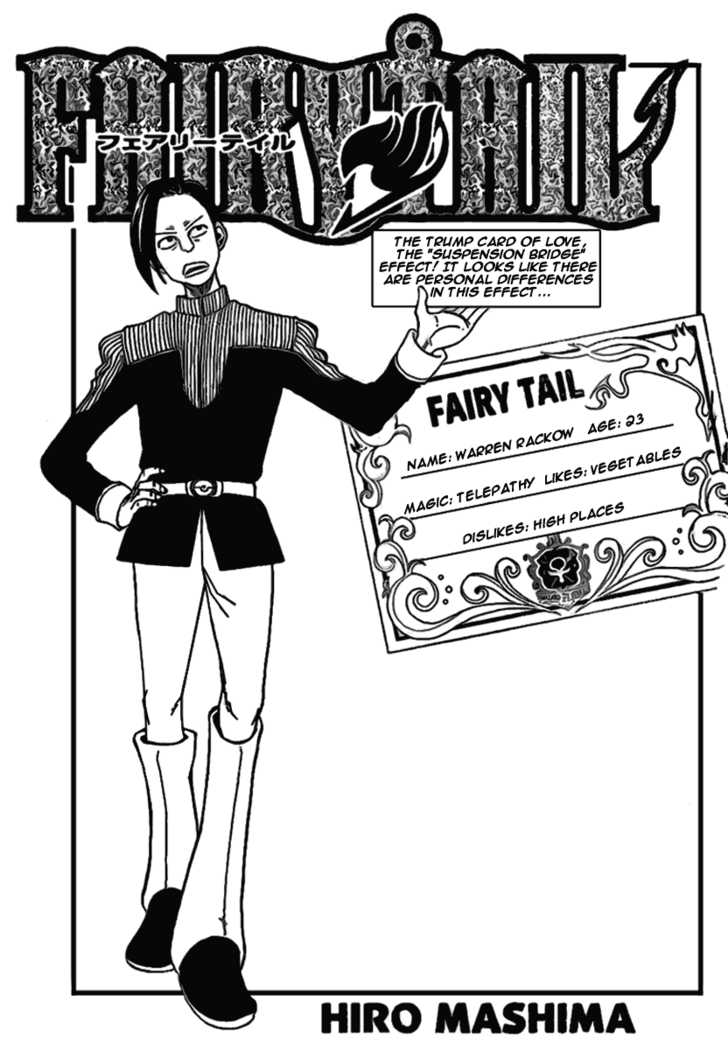 FAIRY TAIL
フェアリーテイル
THE TRUMP CARD OF LOVE,
THE "SUSPENSION BRIDGE"
EFFECT! IT LOOKS LIKE THERE
ARE PERSONAL DIFFERENCES
IN THIS EFFECT...
FAIRY TAIL
NAME: WARREN RACKOW AGE: 23
MAGIC: TELEPATHY LIKES: VEGETABLES
DISLIKES: HIGH PLACES
HIRO MASHIMA